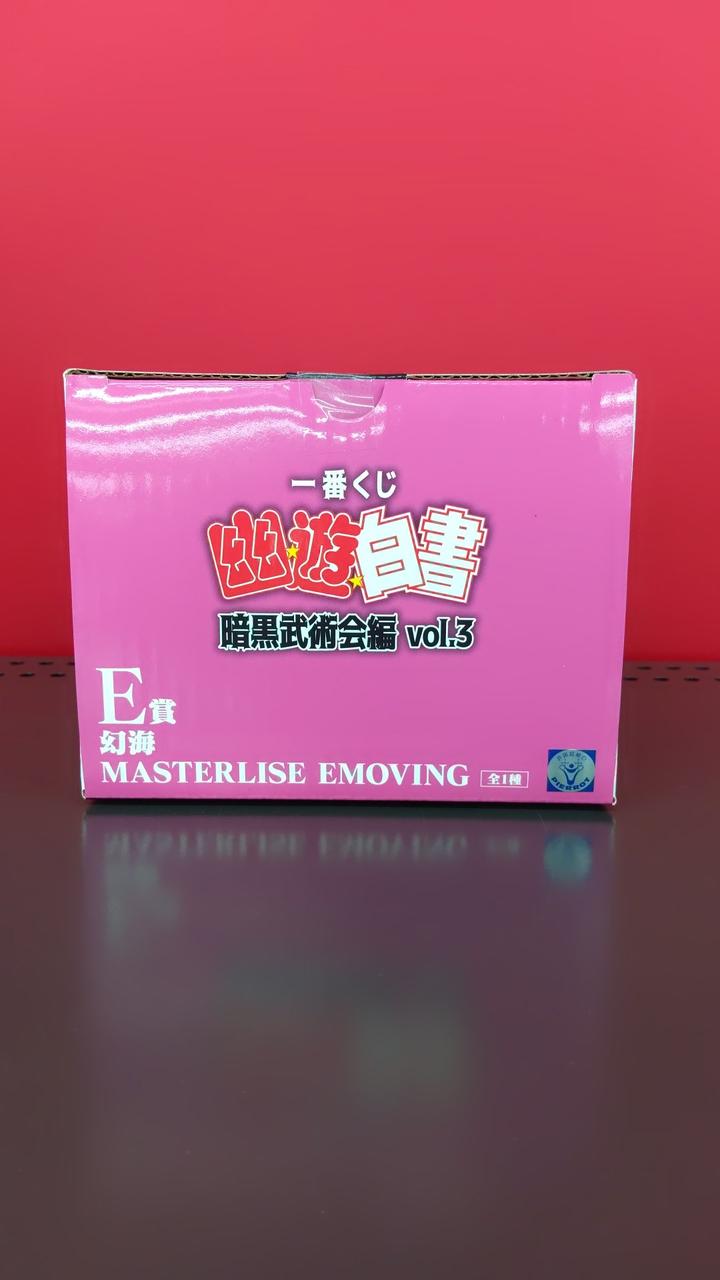 一番くじ
幽☆遊☆白書
暗黒武術会編 vol.3
E賞
幻海
MASTERLISE EMOVING 全1種
PIERROT